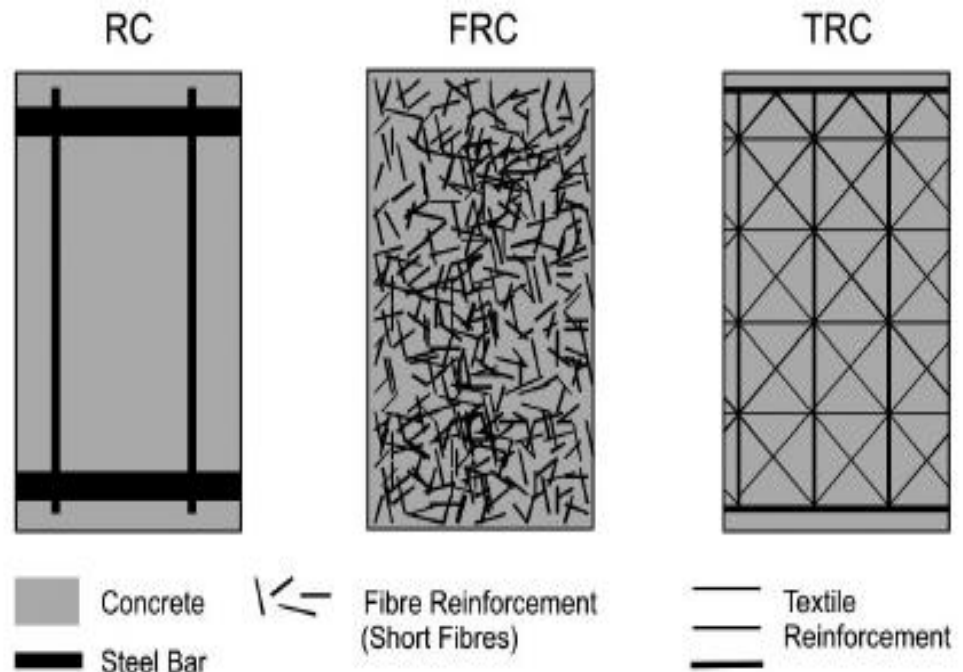 RC
FRC
TRC
Concrete
Steel Bar
Fibre Reinforcement
(Short Fibres)
Textile
Reinforcement